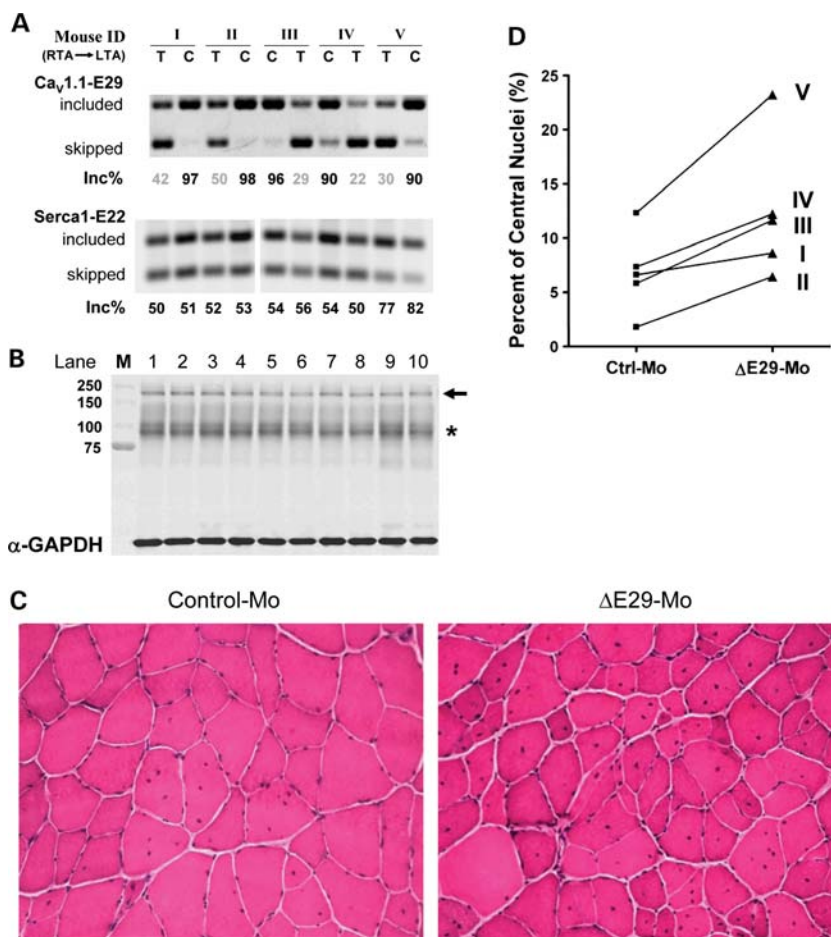 A
Mouse ID I II III IV V
(RTA→LTA) T C T C C T C T T C
CaV1.1-E29
included
skipped
Inc% 42 97 50 98 96 29 90 22 30 90
Serca1-E22
included
skipped
Inc% 50 51 52 53 54 56 54 50 77 82
B
Lane M 1 2 3 4 5 6 7 8 9 10
250
150
100
*
75
α-GAPDH
C
Control-Mo ΔE29-Mo
D
Percent of Central Nuclei (%)
25
20
15
10
5
0
V
IV
III
I
II
Ctrl-Mo ΔE29-Mo